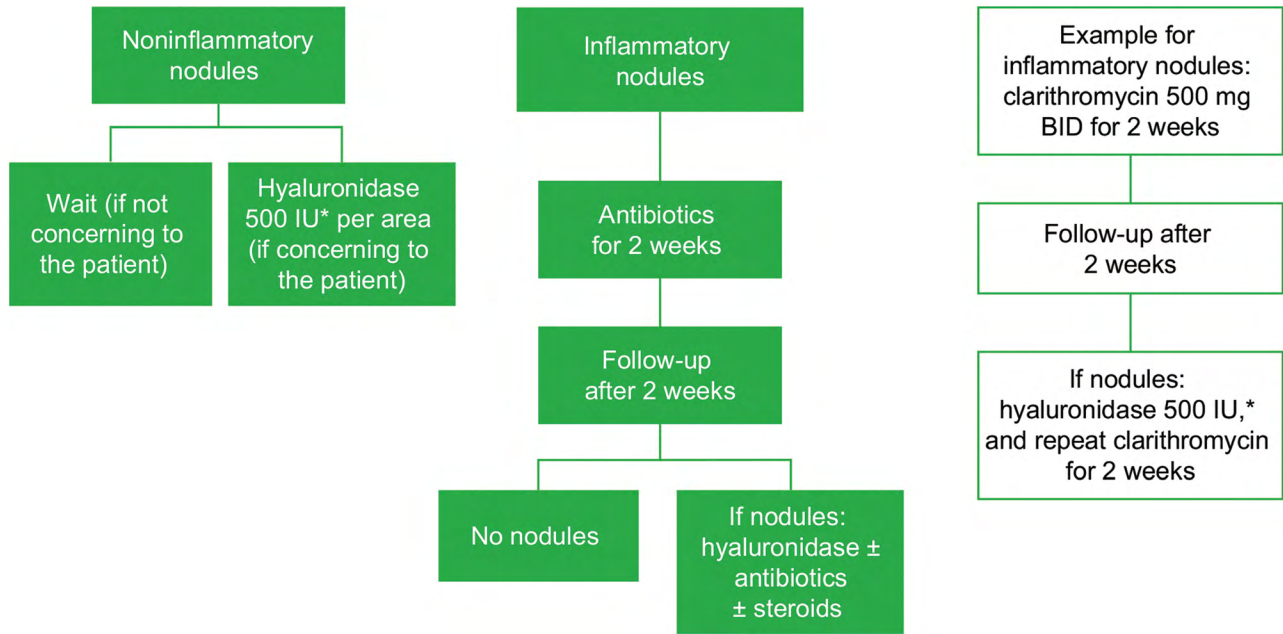 Noninflammatory
nodules
Wait (if not
concerning to
the patient)
Hyaluronidase
500 IU* per area
(if concerning to
the patient)
Inflammatory
nodules
Antibiotics
for 2 weeks
Follow-up
after 2 weeks
No nodules
If nodules:
hyaluronidase ±
antibiotics
± steroids
Example for
inflammatory nodules:
clarithromycin 500 mg
BID for 2 weeks
Follow-up after
2 weeks
If nodules:
hyaluronidase 500 IU,*
and repeat clarithromycin
for 2 weeks